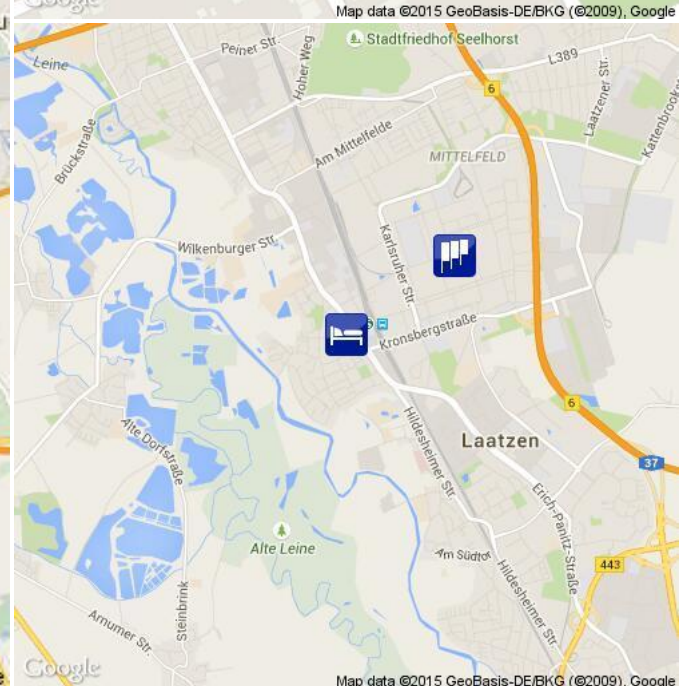 Google
Map data ©2015 GeoBasis-DE/BKG (©2009), Google
Leine
Peiner Str.
Hoher Weg
Stadtfriedhof Seelhorst
L389
6
Laatzener Str.
Kattenbrooker
Brückstraße
Am Mittelfelde
MITTELFELD
Karlsruher Str.
Wilkenburger Str.
Kronsbergstraße
6
Alte Dorfstraße
Hildesheimer Str.
Laatzen
37
Erich-Panitz-Straße
Alte Leine
Am Südtor
443
Steinbrink
Hildesheimer Str.
Arnumer Str.
Google
Map data ©2015 GeoBasis-DE/BKG (©2009), Google